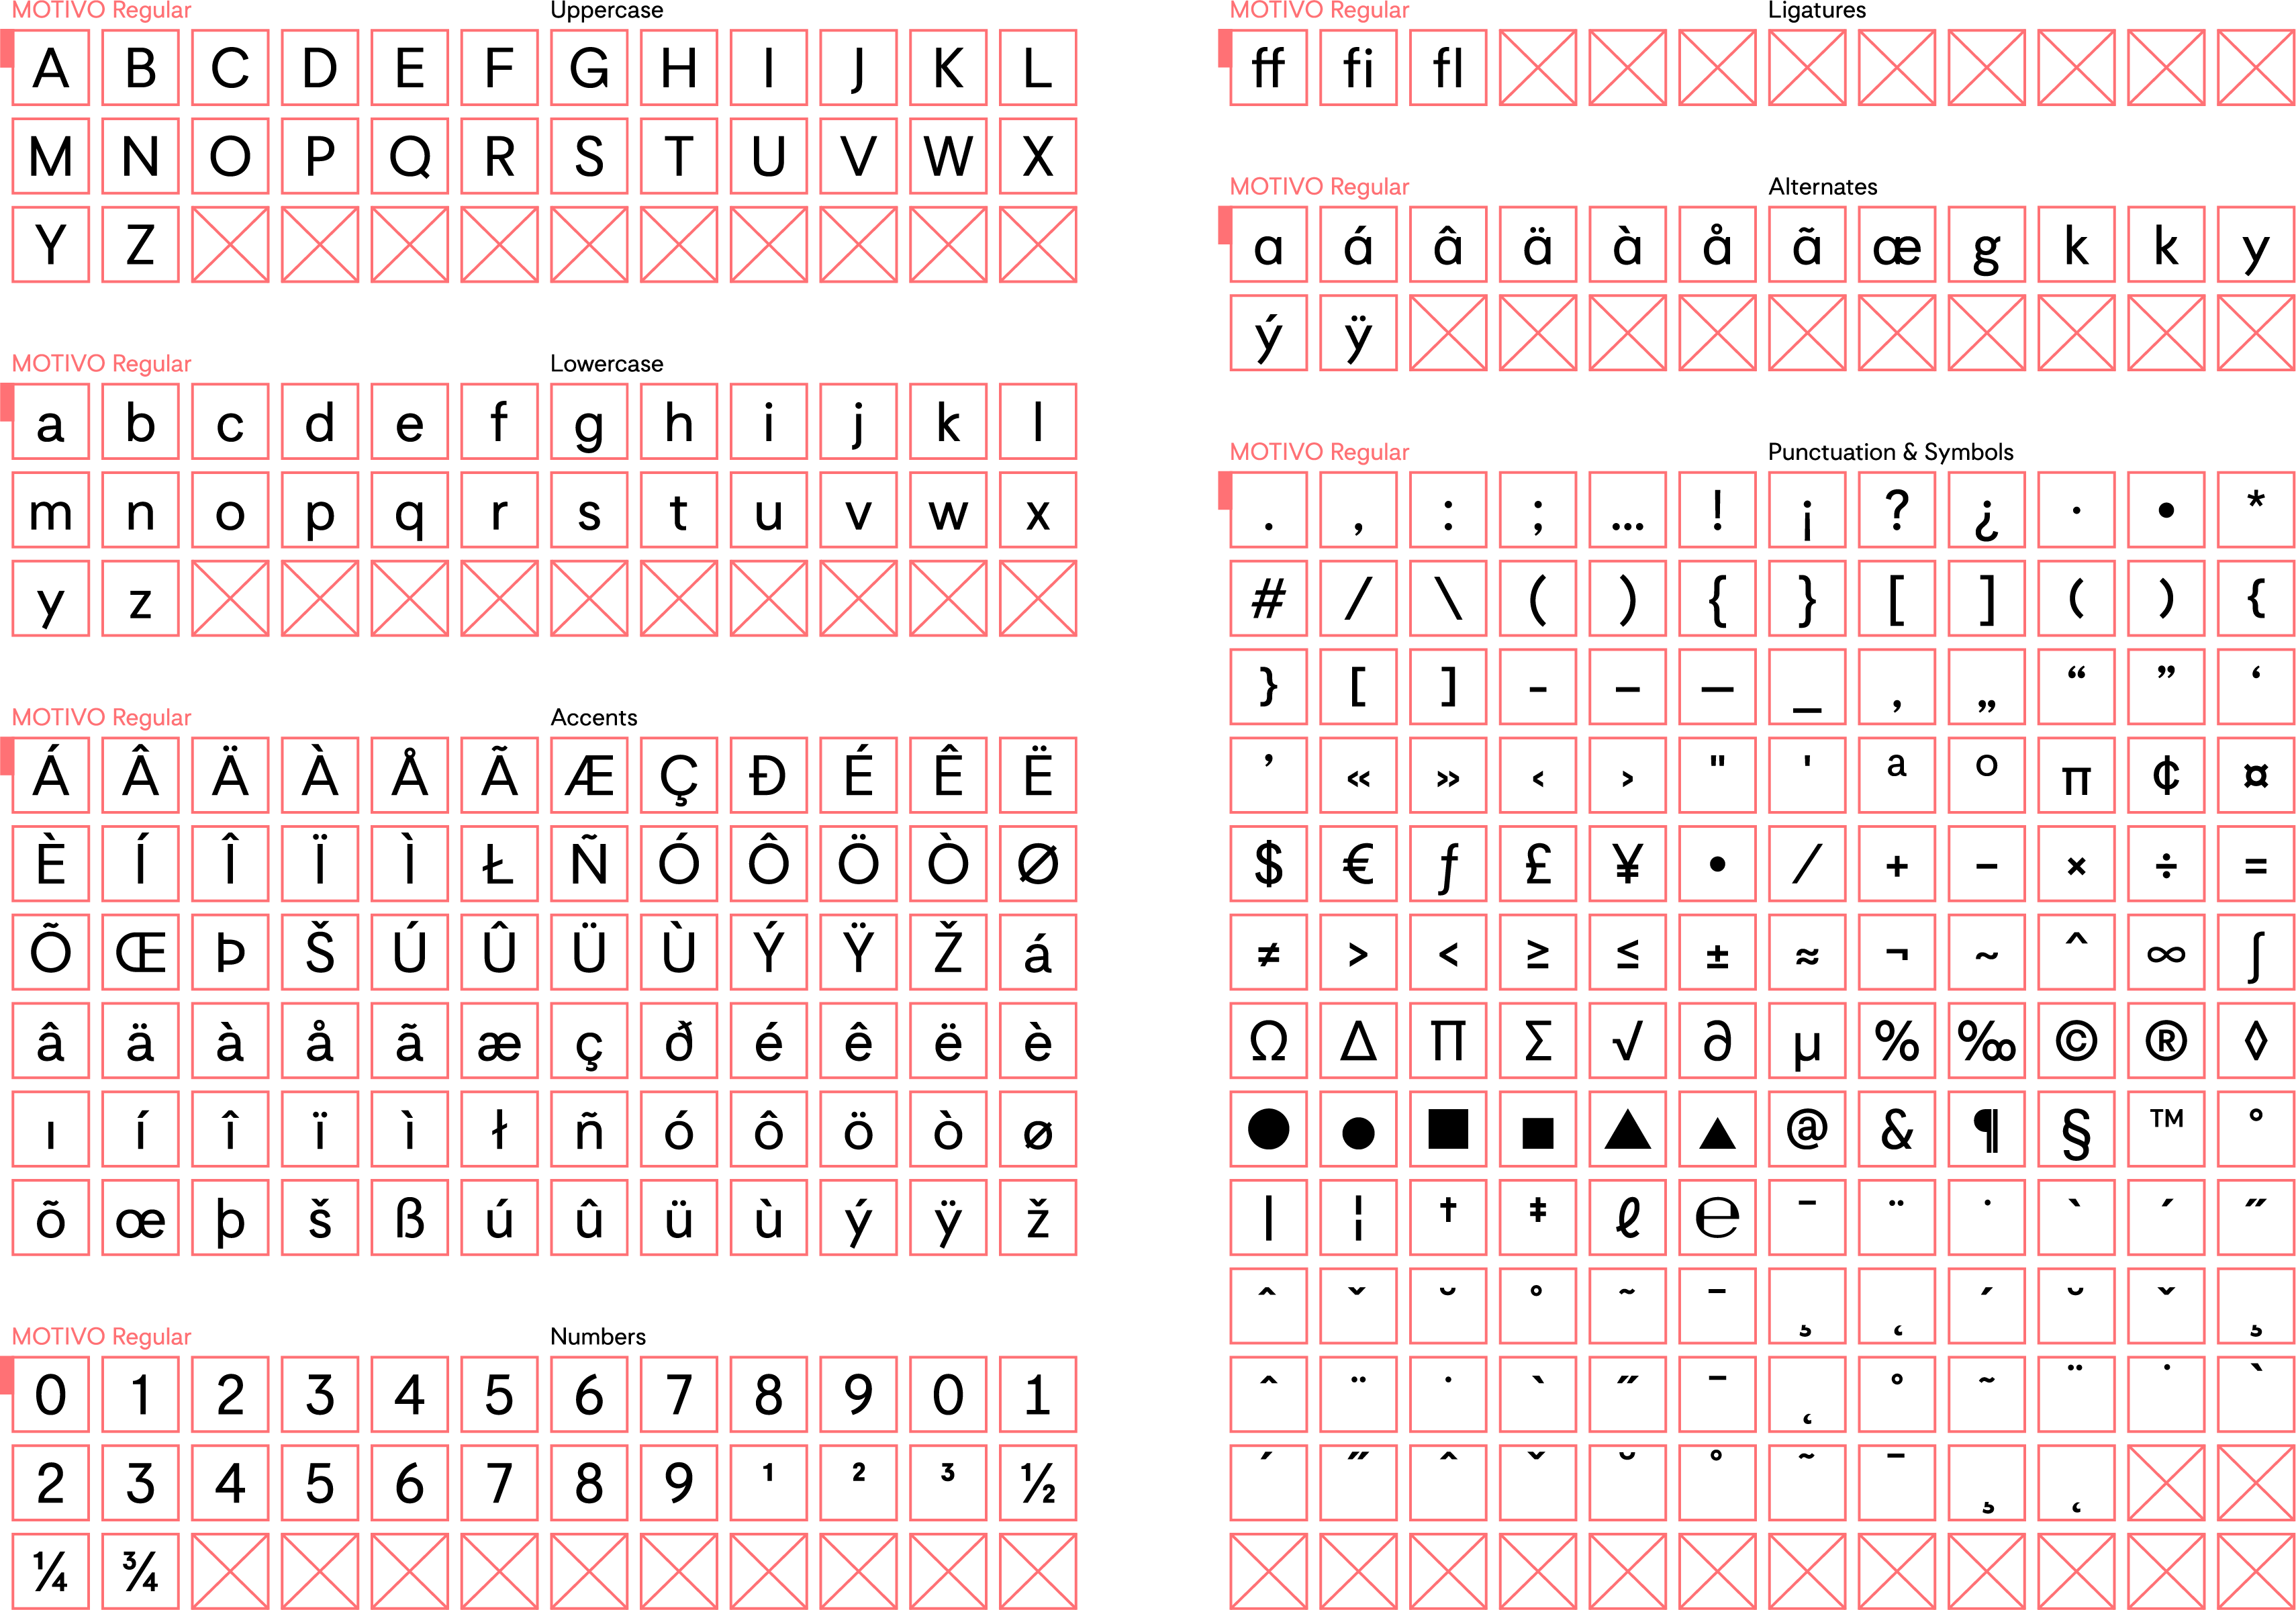 MOTIVO Regular Uppercase
A B C D E F G H I J K L
M N O P Q R S T U V W X
Y Z
MOTIVO Regular Lowercase
a b c d e f g h i j k l
m n o p q r s t u v w x
y z
MOTIVO Regular Accents
Á Â Ä À Å Ã Æ Ç Ð É Ê Ë
È Í Î Ï Ì Ł Ñ Ó Ô Ö Ò Ø
Õ Œ Þ Š Ú Û Ü Ù Ý Ÿ Ž á
â ä à å ã æ ç ð é ê ë è
ı í î ï ì ł ñ ó ô ö ò ø
õ œ þ š ß ú û ü ù ý ÿ ž
MOTIVO Regular Numbers
0 1 2 3 4 5 6 7 8 9 0 1
2 3 4 5 6 7 8 9 ¹ ² ³ ½
¼ ¾
MOTIVO Regular Ligatures
ff fi fl
MOTIVO Regular Alternates
a á â ä à å ã æ g k k y
ý ÿ
MOTIVO Regular Punctuation & Symbols
. , : ; … ! ¡ ? ¿ · • *
# / \ ( ) { } [ ] ( ) {
} [ ] - – — _ ‚ „ “ ” ‘
’ « » ‹ › " ' ª º π ¢ ¤
$ € ƒ £ ¥ • ⁄ + − × ÷ =
≠ > < ≥ ≤ ± ≈ ¬ ~ ^ ∞ ∫
Ω ∆ ∏ ∑ √ ∂ µ % ‰ © ® ◊
● ● ■ ■ ▲ ▲ @ & ¶ § ™ °
| ¦ † ‡ ℓ ℮ ¯ ¨ ˙ ` ´ ˝
ˆ ˇ ˘ ˚ ˜ ¯ ¸ ˛ ´ ˘ ˇ ¸
ˆ ¨ ˙ ` ˝ ¯ ˛ ˚ ˜ ¨ ˙ `
´ ˝ ˆ ˇ ˘ ˚ ˜ ¯ ¸ ˛